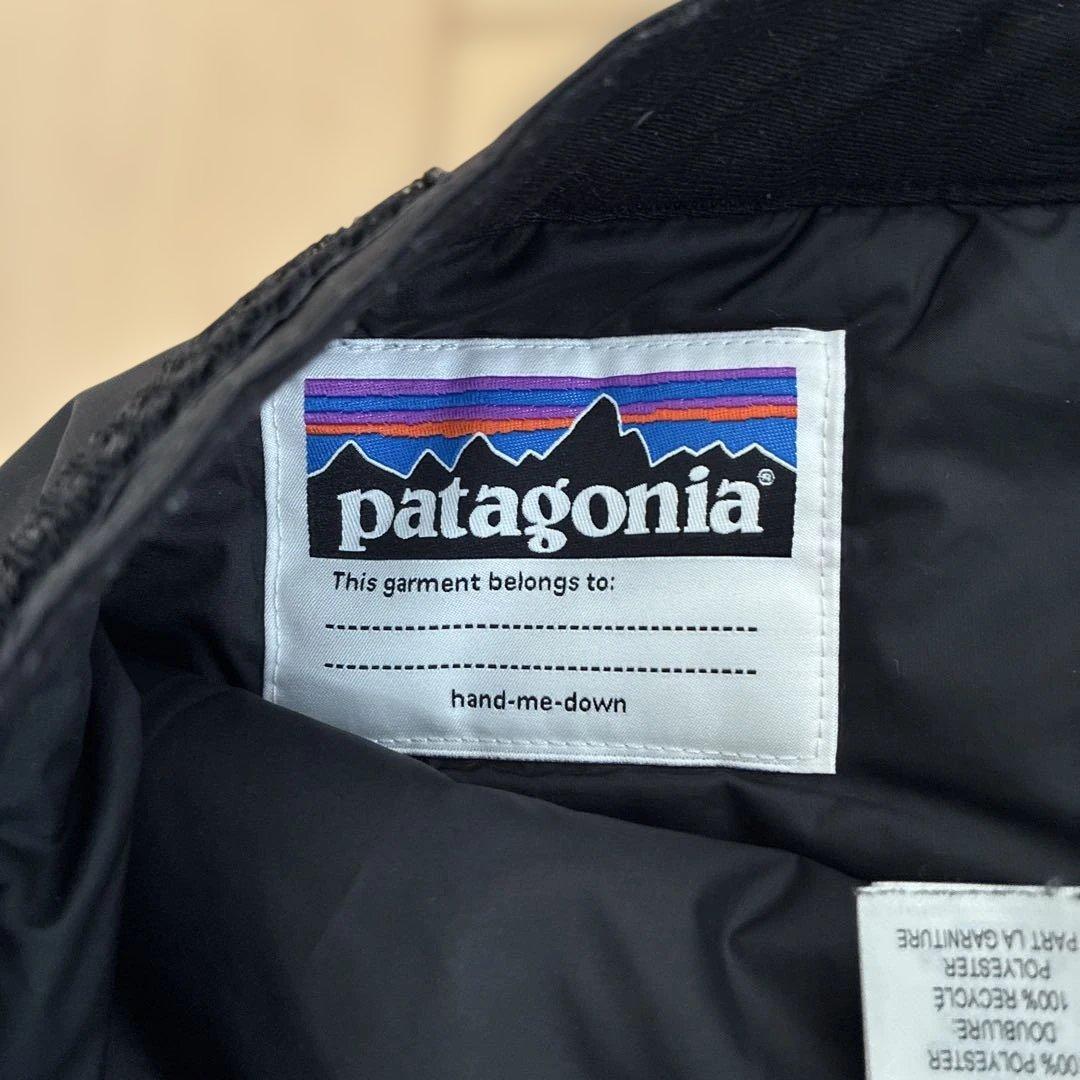 patagonia®
This garment belongs to:
hand-me-down
100% POLYESTER
DOUBLURE:
100% RECYCLÉ
POLYESTER
PART LA GARNITURE